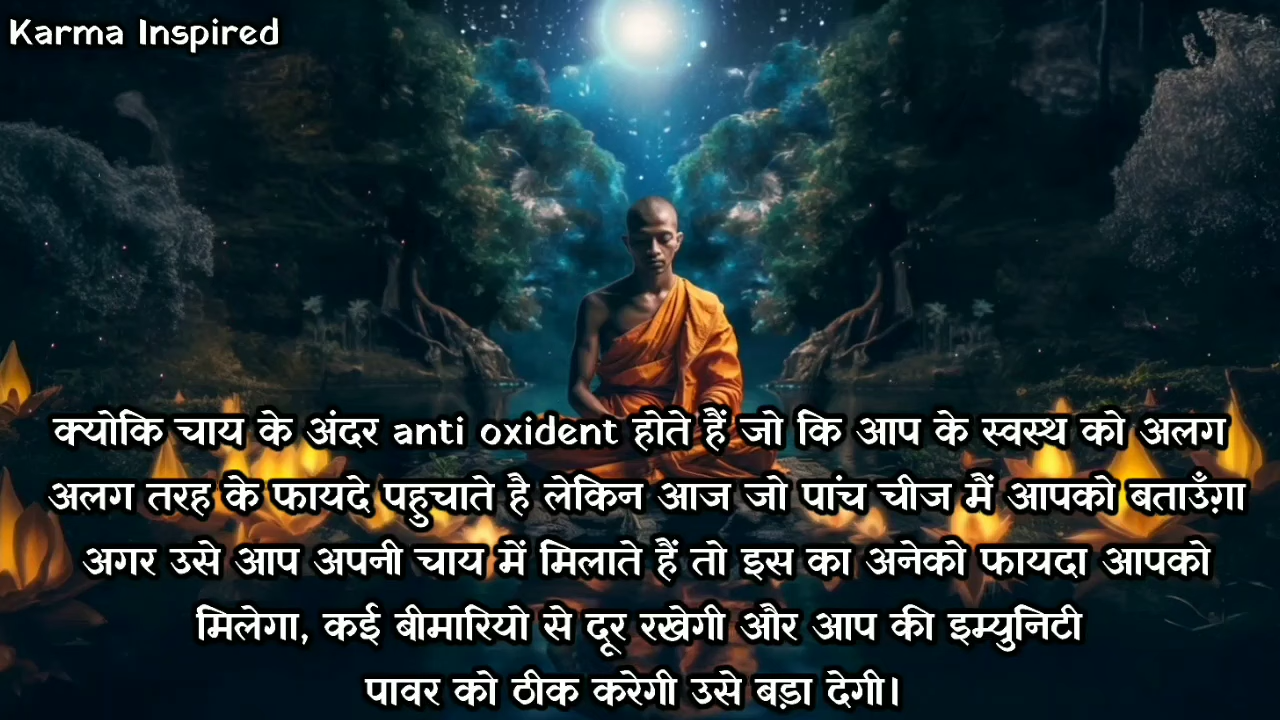 Karma Inspired
क्योकि चाय के अंदर anti oxident होते हैं जो कि आप के स्वस्थ को अलग
अलग तरह के फायदे पहुचाते है लेकिन आज जो पांच चीज मैं आपको बताउँगा
अगर उसे आप अपनी चाय में मिलाते हैं तो इस का अनेको फायदा आपको
मिलेगा, कई बीमारियो से दूर रखेगी और आप की इम्युनिटी
पावर को ठीक करेगी उसे बड़ा देगी।